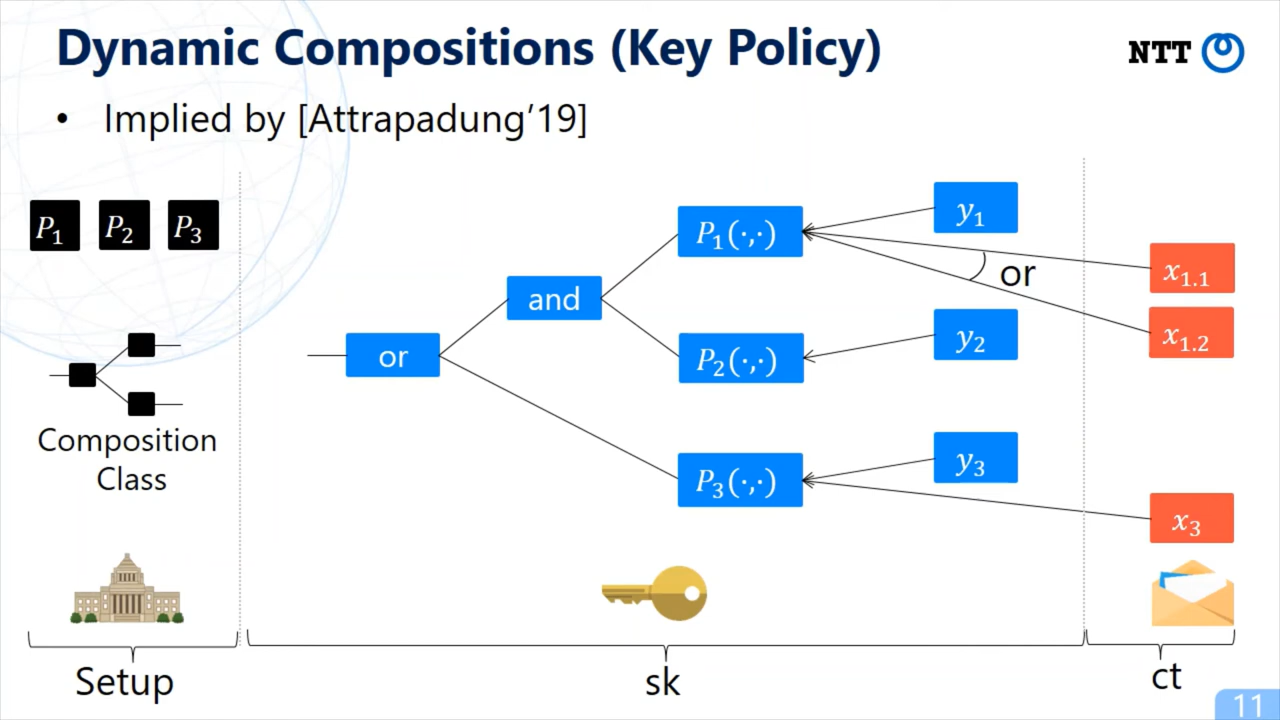 Dynamic Compositions (Key Policy)
NTT
• Implied by [Attrapadung’19]
P₁ P₂ P₃
Composition
Class
or
and
P₁(·,·)
P₂(·,·)
P₃(·,·)
y₁
y₂
y₃
or
x₁.₁
x₁.₂
x₃
Setup
sk
ct
11